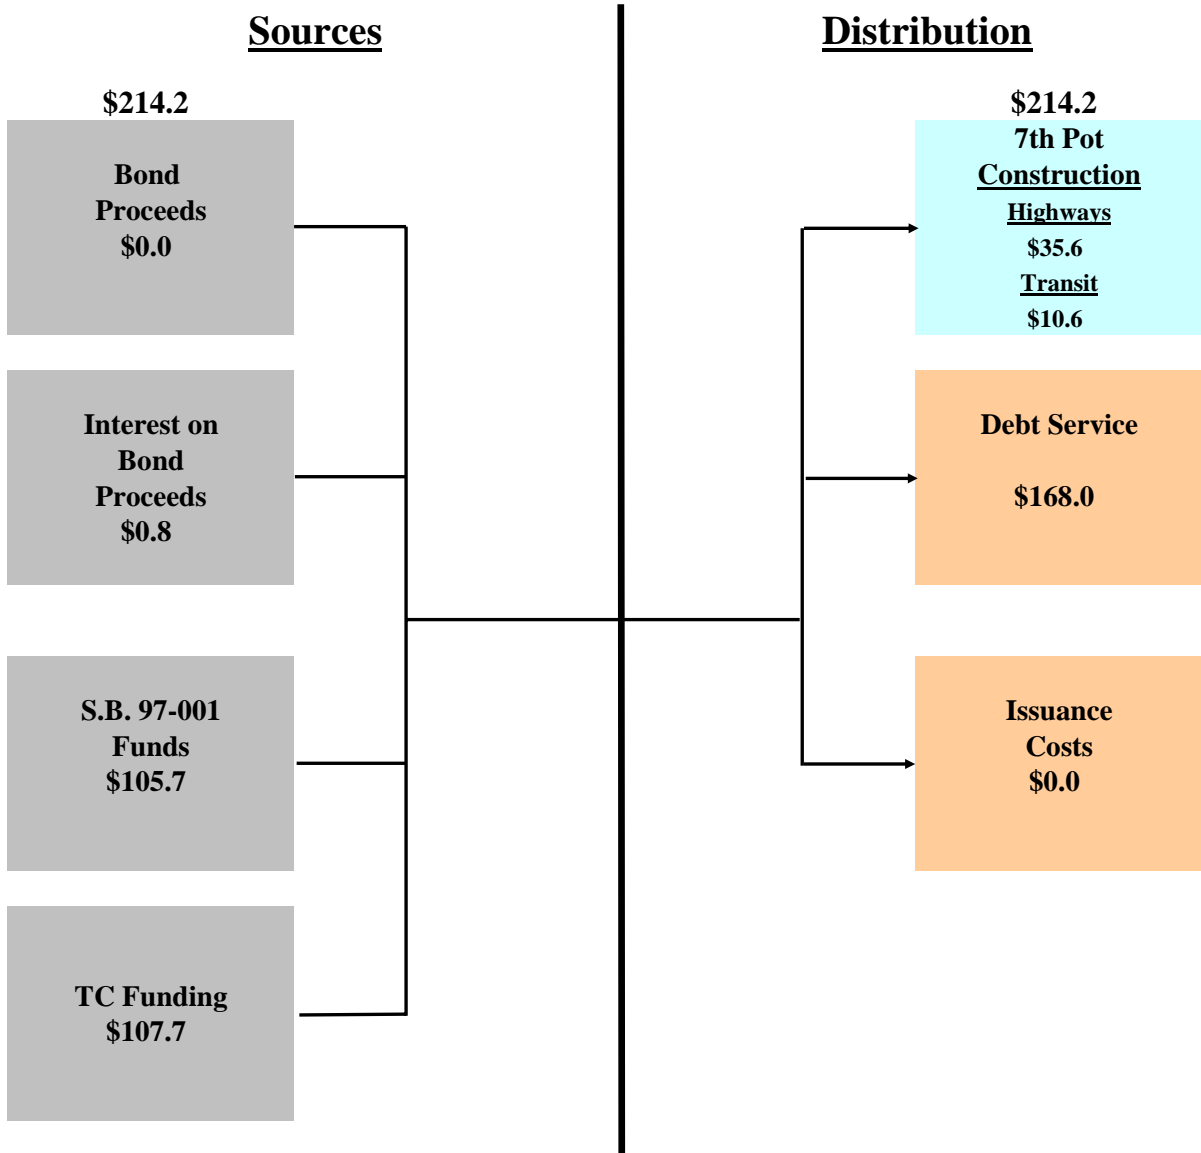 Sources
$214.2
Bond
Proceeds
$0.0
Interest on
Bond
Proceeds
$0.8
S.B. 97-001
Funds
$105.7
TC Funding
$107.7
Distribution
$214.2
7th Pot
Construction
Highways
$35.6
Transit
$10.6
Debt Service
$168.0
Issuance
Costs
$0.0